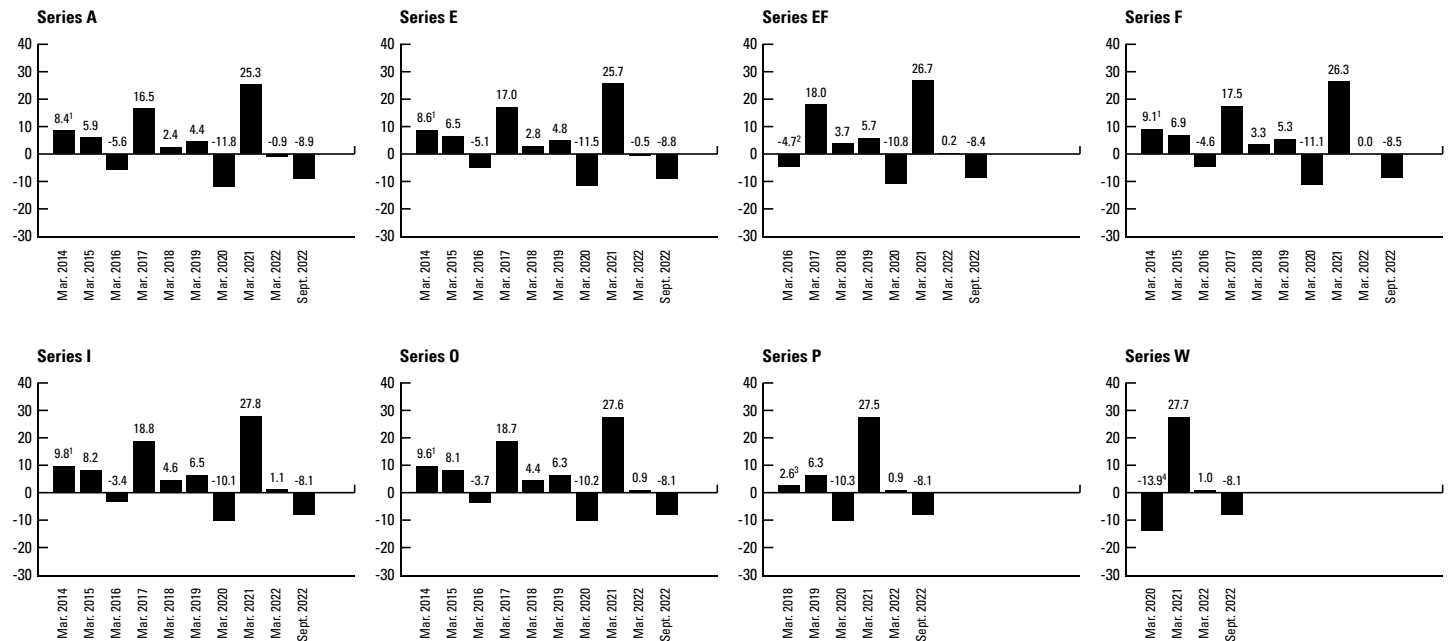 Series A
40
30
20
10
0
-10
-20
-30
8.4¹
5.9
-5.6
16.5
2.4
4.4
-11.8
25.3
-0.9
-8.9
Mar. 2014
Mar. 2015
Mar. 2016
Mar. 2017
Mar. 2018
Mar. 2019
Mar. 2020
Mar. 2021
Mar. 2022
Sept. 2022
Series E
40
30
20
10
0
-10
-20
-30
8.6¹
6.5
-5.1
17.0
2.8
4.8
-11.5
25.7
-0.5
-8.8
Mar. 2014
Mar. 2015
Mar. 2016
Mar. 2017
Mar. 2018
Mar. 2019
Mar. 2020
Mar. 2021
Mar. 2022
Sept. 2022
Series EF
40
30
20
10
0
-10
-20
-30
-4.7²
18.0
3.7
5.7
-10.8
26.7
0.2
-8.4
Mar. 2016
Mar. 2017
Mar. 2018
Mar. 2019
Mar. 2020
Mar. 2021
Mar. 2022
Sept. 2022
Series F
40
30
20
10
0
-10
-20
-30
9.1¹
6.9
-4.6
17.5
3.3
5.3
-11.1
26.3
0.0
-8.5
Mar. 2014
Mar. 2015
Mar. 2016
Mar. 2017
Mar. 2018
Mar. 2019
Mar. 2020
Mar. 2021
Mar. 2022
Sept. 2022
Series I
40
30
20
10
0
-10
-20
-30
9.8¹
8.2
-3.4
18.8
4.6
6.5
-10.1
27.8
1.1
-8.1
Mar. 2014
Mar. 2015
Mar. 2016
Mar. 2017
Mar. 2018
Mar. 2019
Mar. 2020
Mar. 2021
Mar. 2022
Sept. 2022
Series O
40
30
20
10
0
-10
-20
-30
9.6¹
8.1
-3.7
18.7
4.4
6.3
-10.2
27.6
0.9
-8.1
Mar. 2014
Mar. 2015
Mar. 2016
Mar. 2017
Mar. 2018
Mar. 2019
Mar. 2020
Mar. 2021
Mar. 2022
Sept. 2022
Series P
40
30
20
10
0
-10
-20
-30
2.6³
6.3
-10.3
27.5
0.9
-8.1
Mar. 2018
Mar. 2019
Mar. 2020
Mar. 2021
Mar. 2022
Sept. 2022
Series W
40
30
20
10
0
-10
-20
-30
-13.9⁴
27.7
1.0
-8.1
Mar. 2020
Mar. 2021
Mar. 2022
Sept. 2022